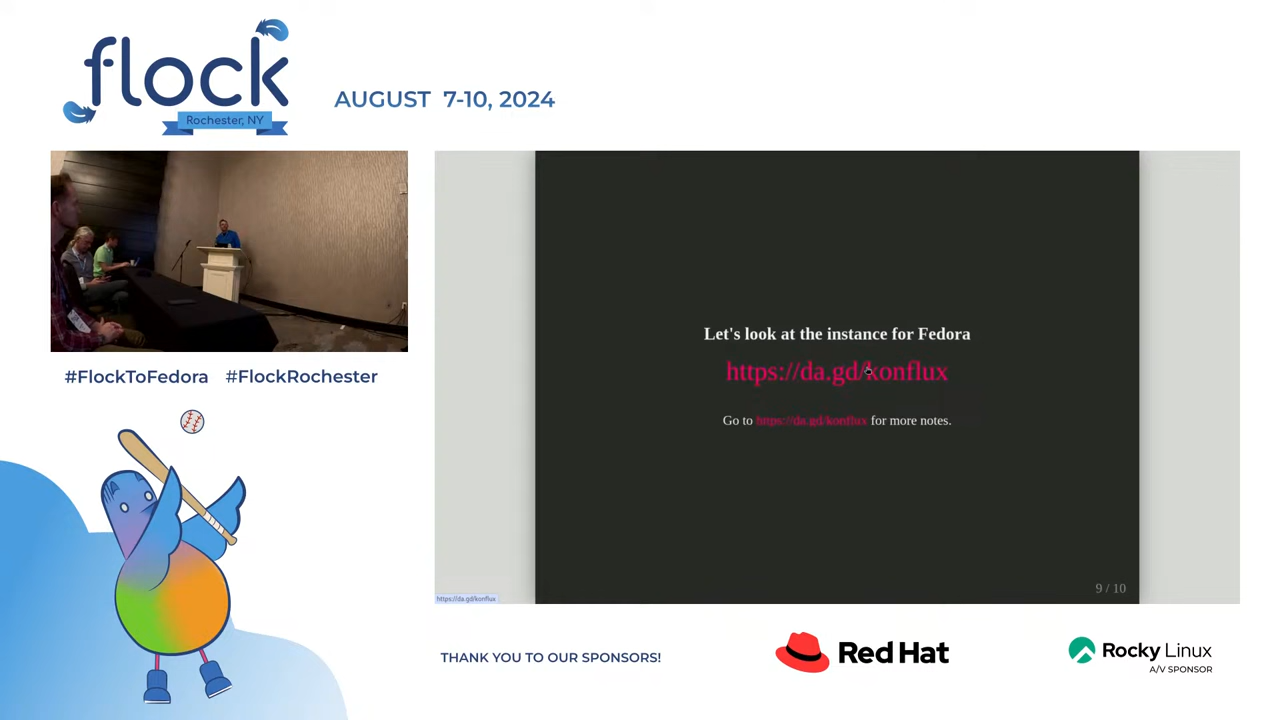 flock
Rochester, NY
AUGUST 7-10, 2024
#FlockToFedora #FlockRochester
Let's look at the instance for Fedora
https://da.gd/konflux
Go to https://da.gd/konflux for more notes.
9 / 10
https://da.gd/konflux
THANK YOU TO OUR SPONSORS!
Red Hat
Rocky Linux
A/V SPONSOR